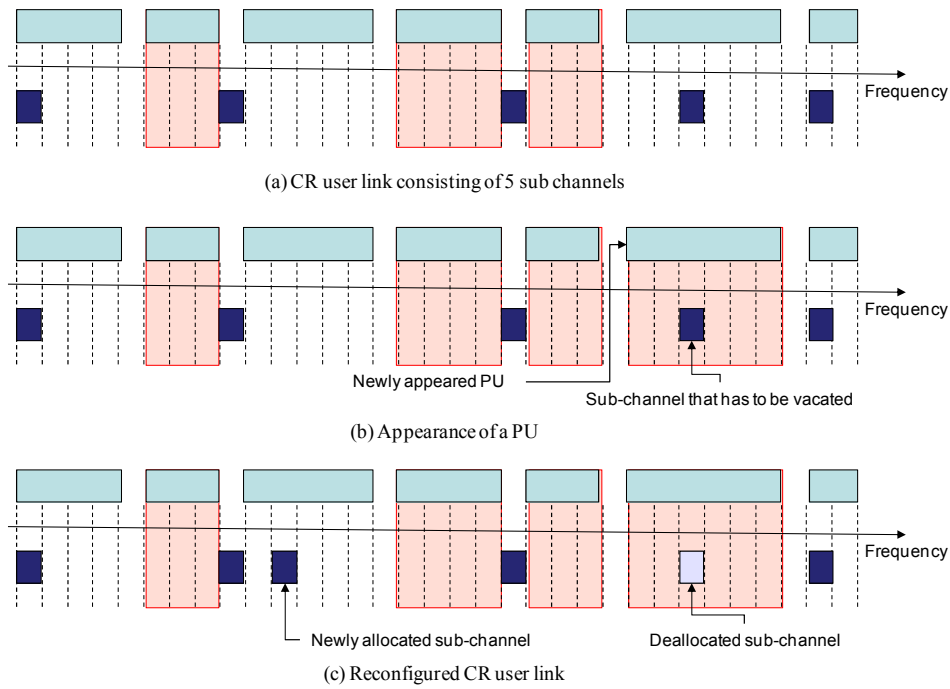 Frequency
(a) CR user link consisting of 5 sub channels
Frequency
Newly appeared PU
Sub-channel that has to be vacated
(b) Appearance of a PU
Frequency
Newly allocated sub-channel
Deallocated sub-channel
(c) Reconfigured CR user link